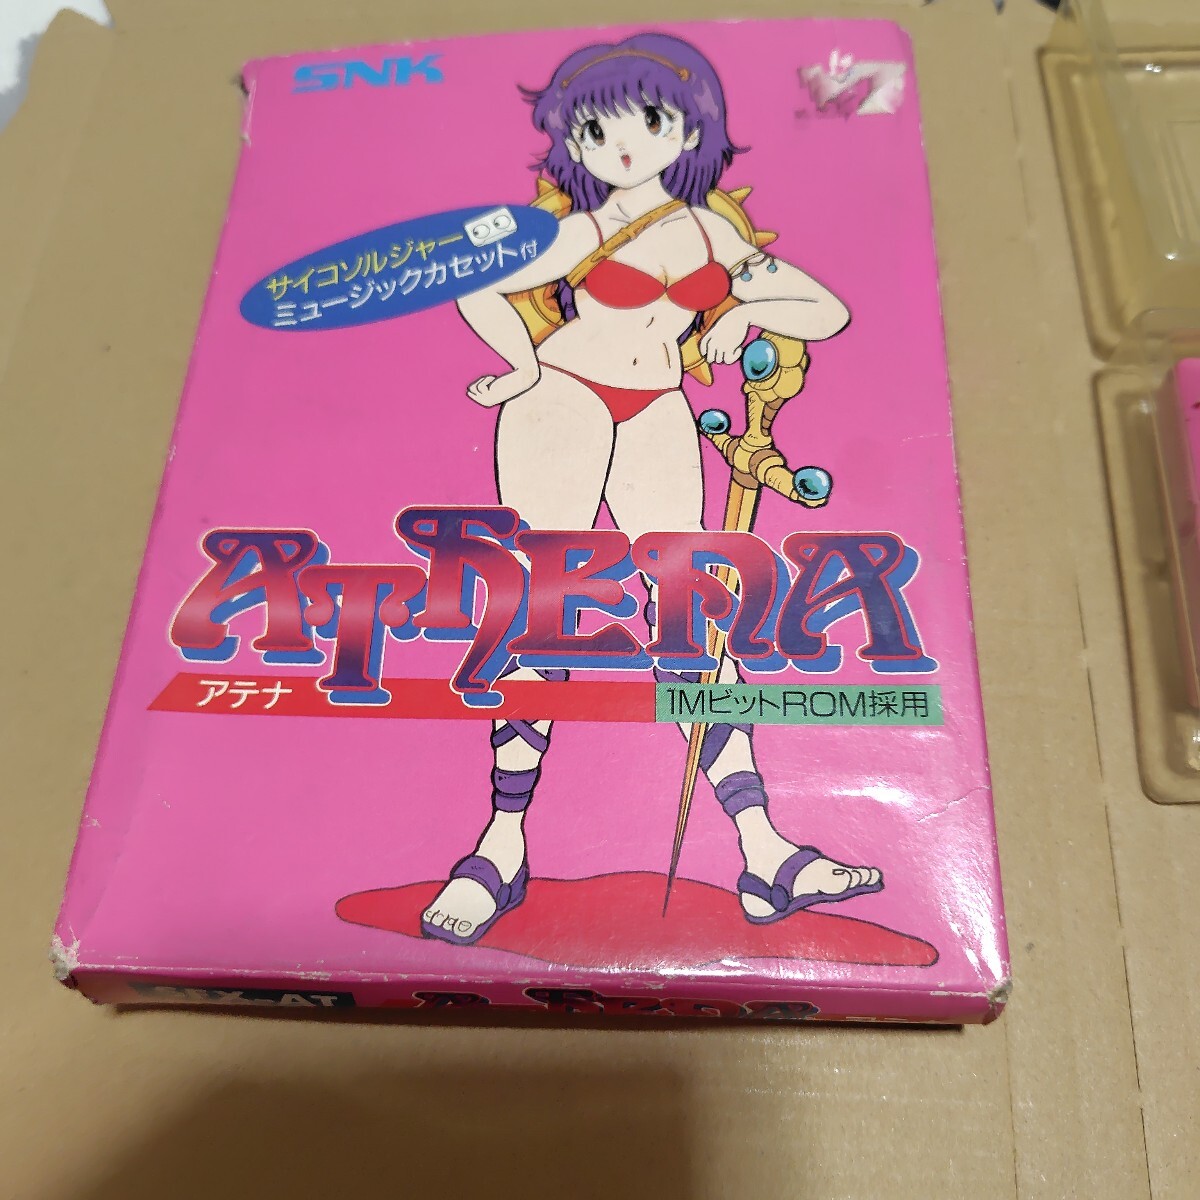 SNK
サイコソルジャー
ミュージックカセット付
ATHENA
アテナ
1MビットROM採用